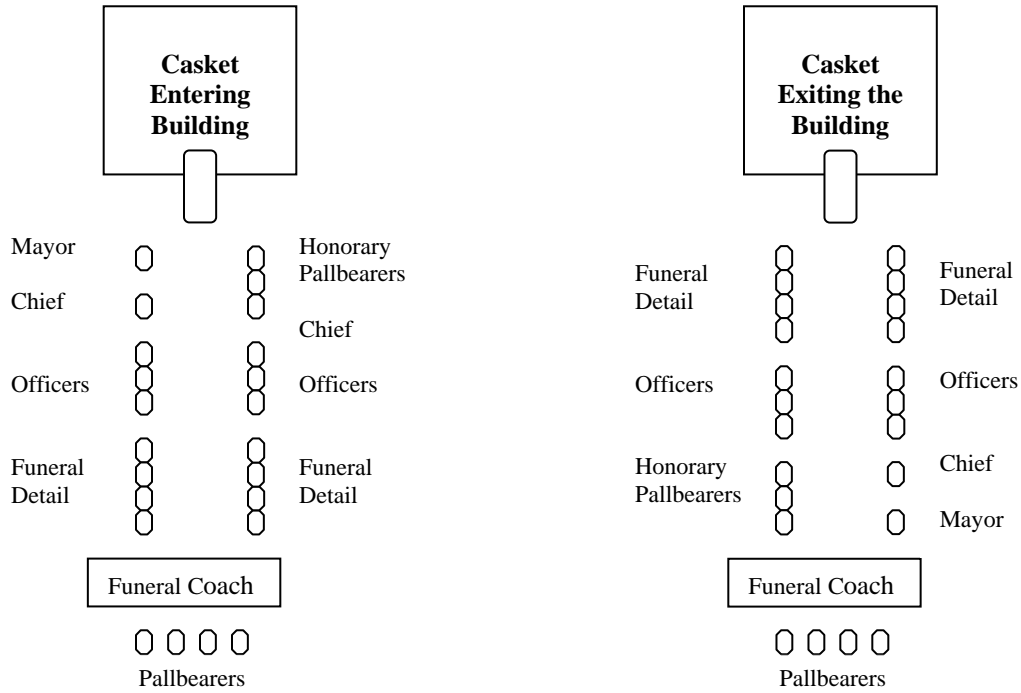 Casket
Entering
Building
Mayor
Honorary
Pallbearers
Chief
Chief
Officers
Officers
Funeral
Detail
Funeral
Detail
Funeral Coach
Pallbearers
Casket
Exiting the
Building
Funeral
Detail
Funeral
Detail
Officers
Officers
Honorary
Pallbearers
Chief
Mayor
Funeral Coach
Pallbearers